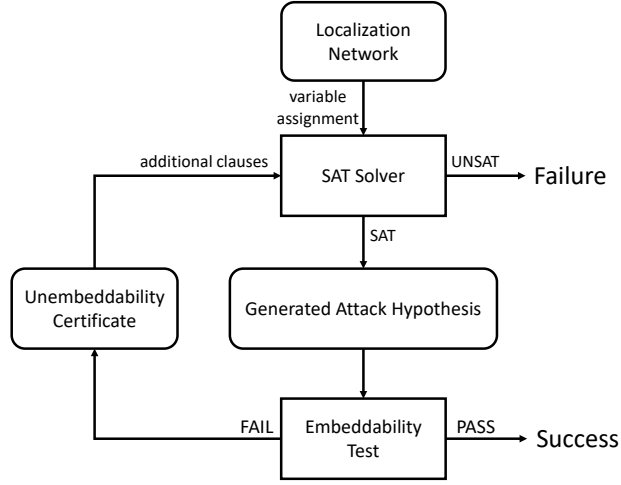 Localization
Network
variable
assignment
additional clauses
SAT Solver
UNSAT
Failure
SAT
Unembeddability
Certificate
Generated Attack Hypothesis
FAIL
Embeddability
Test
PASS
Success